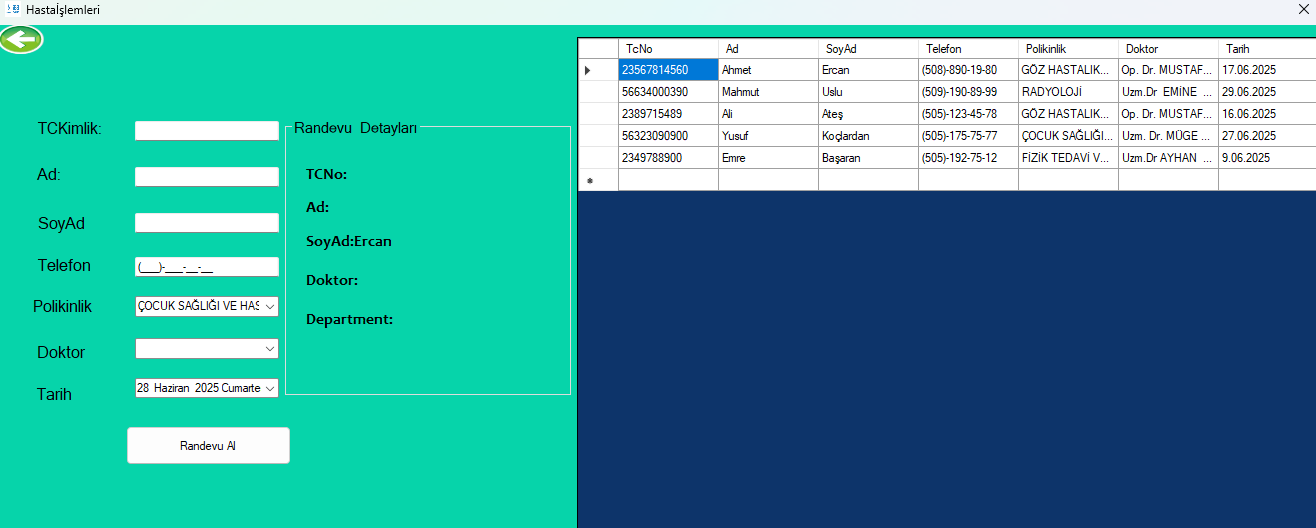 Hastaİşlemleri
TCKimlik:
Ad:
SoyAd
Telefon
(___)-___-__-__
Polikinlik
ÇOCUK SAĞLIĞI VE HAS
Doktor
Tarih
28 Haziran 2025 Cumarte
Randevu Al
Randevu Detayları
TCNo:
Ad:
SoyAd:Ercan
Doktor:
Department:
TcNo Ad SoyAd Telefon Polikinlik Doktor Tarih
23567814560 Ahmet Ercan (508)-890-19-80 GÖZ HASTALIK... Op. Dr. MUSTAF... 17.06.2025
56634000390 Mahmut Uslu (509)-190-89-99 RADYOLOJİ Uzm.Dr EMİNE ... 29.06.2025
2389715489 Ali Ateş (505)-123-45-78 GÖZ HASTALIK... Op. Dr. MUSTAF... 16.06.2025
56323090900 Yusuf Koçlardan (505)-175-75-77 ÇOCUK SAĞLIĞI... Uzm. Dr. MÜGE ... 27.06.2025
2349788900 Emre Başaran (505)-192-75-12 FİZİK TEDAVİ V... Uzm.Dr AYHAN ... 9.06.2025